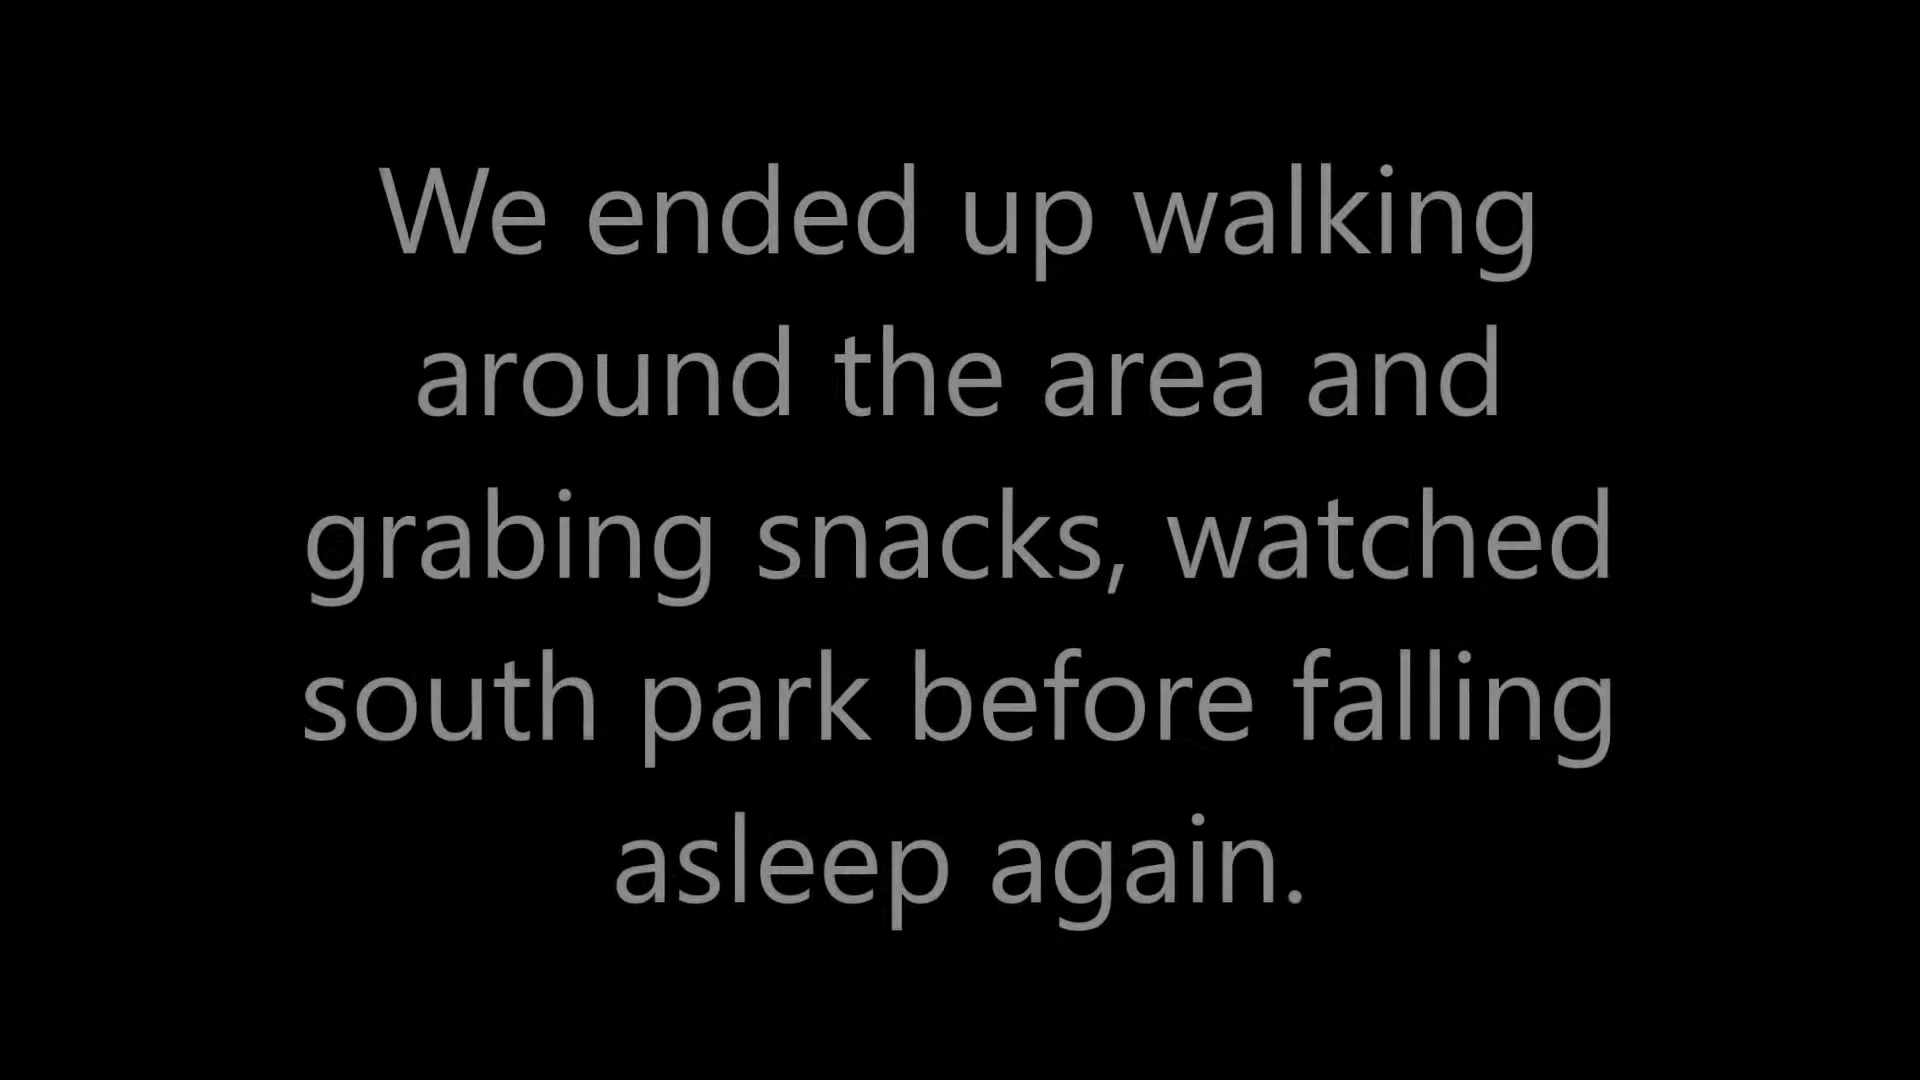 We ended up walking
around the area and
grabing snacks, watched
south park before falling
asleep again.